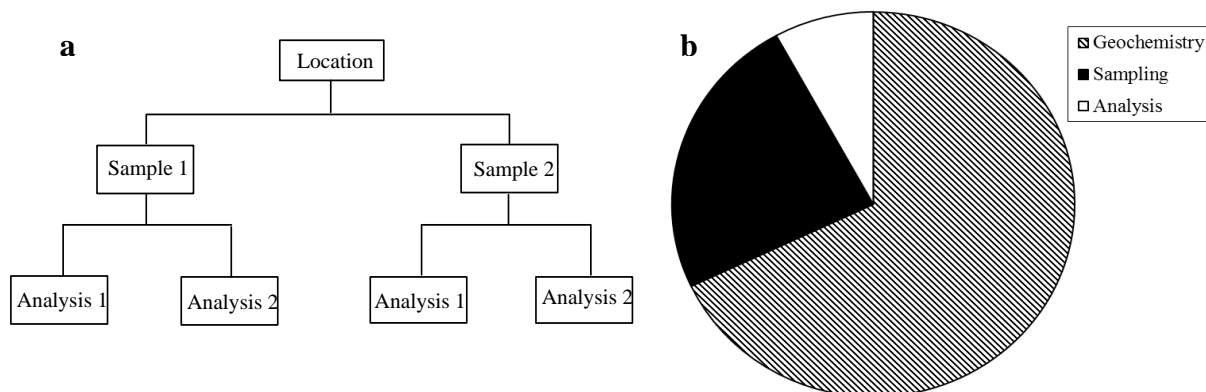 a
Location
Sample 1
Sample 2
Analysis 1
Analysis 2
Analysis 1
Analysis 2
b
Geochemistry
Sampling
Analysis